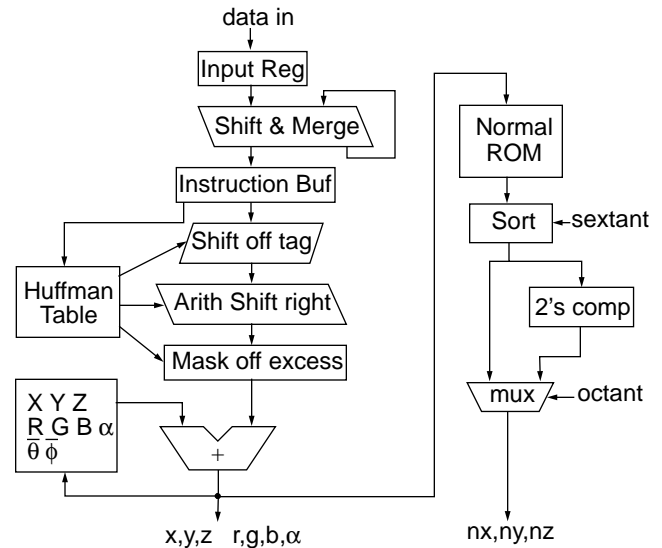 data in
Input Reg
Shift & Merge
Instruction Buf
Shift off tag
Huffman
Table
Arith Shift right
Mask off excess
X Y Z
R G B α
θ̅ ϕ̅
+
x,y,z r,g,b,α
Normal
ROM
Sort
sextant
2's comp
mux
octant
nx,ny,nz